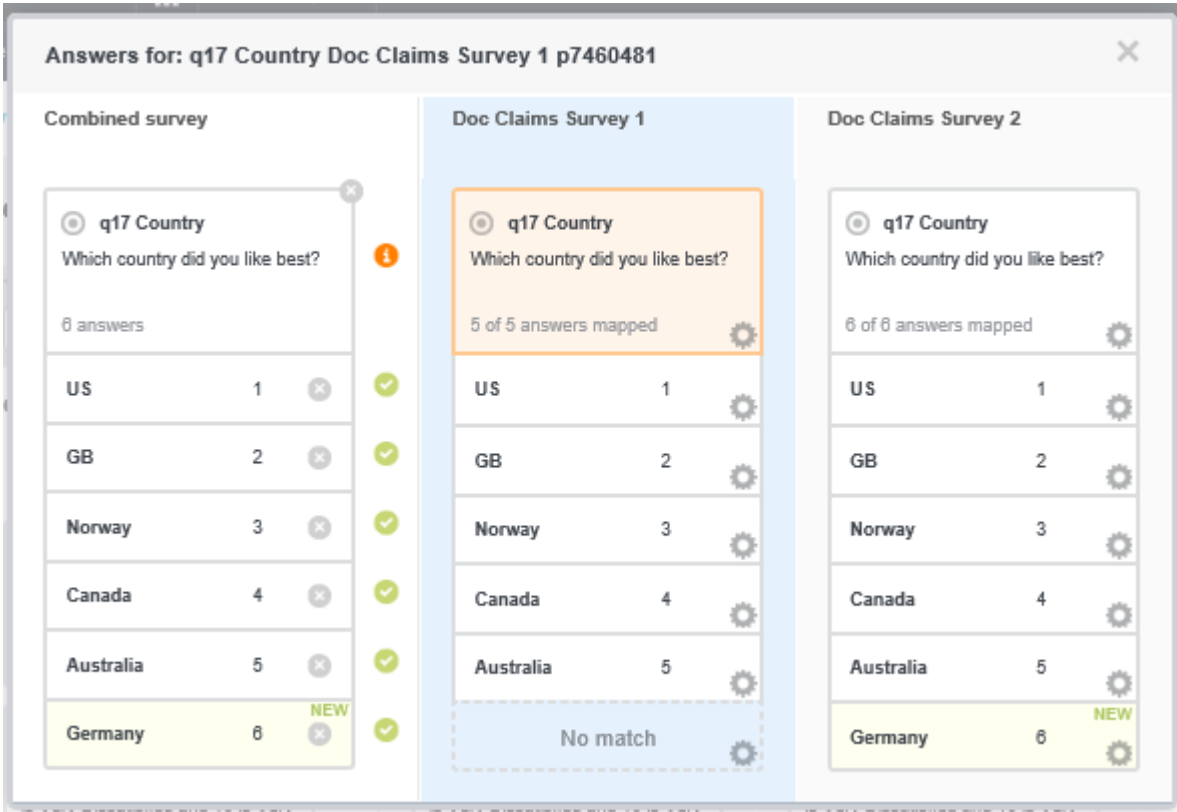 Answers for: q17 Country Doc Claims Survey 1 p7460481
Combined survey
q17 Country
Which country did you like best?
6 answers
US 1
GB 2
Norway 3
Canada 4
Australia 5
NEW
Germany 6
Doc Claims Survey 1
q17 Country
Which country did you like best?
5 of 5 answers mapped
US 1
GB 2
Norway 3
Canada 4
Australia 5
No match
Doc Claims Survey 2
q17 Country
Which country did you like best?
6 of 6 answers mapped
US 1
GB 2
Norway 3
Canada 4
Australia 5
NEW
Germany 6